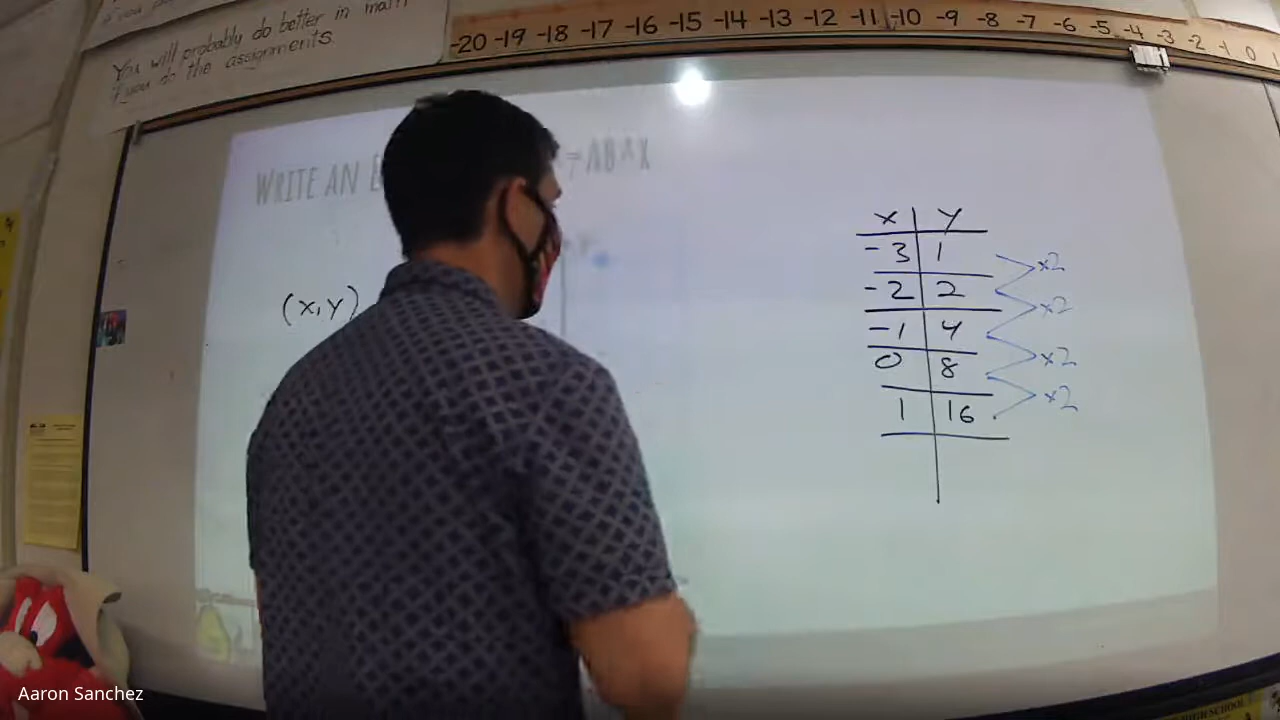 You will probably do better in math
if you do the assignments
-20 -19 -18 -17 -16 -15 -14 -13 -12 -11 -10 -9 -8 -7 -6 -5 -4 -3 -2 -1 0
WRITE AN =AB^X
(x,y)
x y
-3 1
x2
-2 2
x2
-1 4
x2
0 8
x2
1 16
Aaron Sanchez